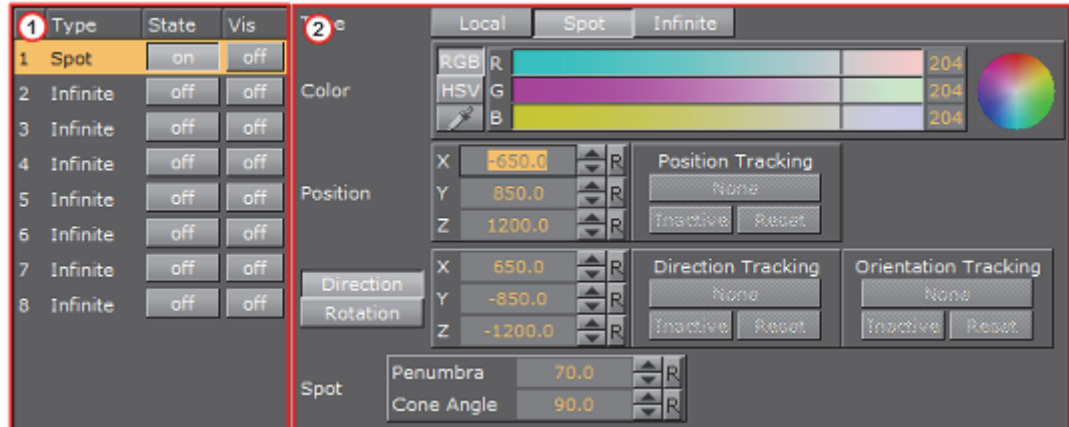 1 Type State Vis
1 Spot on off
2 Infinite off off
3 Infinite off off
4 Infinite off off
5 Infinite off off
6 Infinite off off
7 Infinite off off
8 Infinite off off
2 e Local Spot Infinite
Color RGB R 204
HSV G 204
B 204
Position X -650.0 R Position Tracking
Y 850.0 R None
Z 1200.0 R Inactive Reset
Direction X 650.0 R Direction Tracking Orientation Tracking
Rotation Y -850.0 R None None
Z -1200.0 R Inactive Reset Inactive Reset
Spot Penumbra 70.0 R
Cone Angle 90.0 R